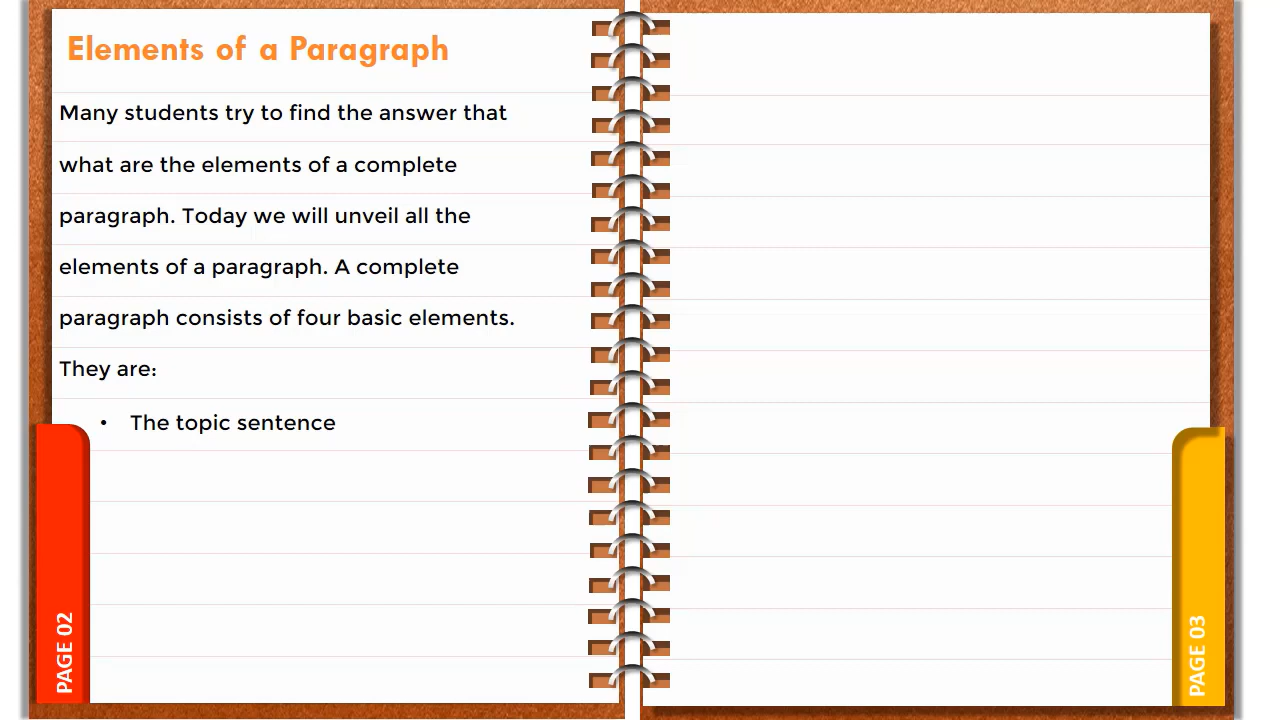 Elements of a Paragraph
Many students try to find the answer that
what are the elements of a complete
paragraph. Today we will unveil all the
elements of a paragraph. A complete
paragraph consists of four basic elements.
They are:
• The topic sentence
PAGE 02
PAGE 03